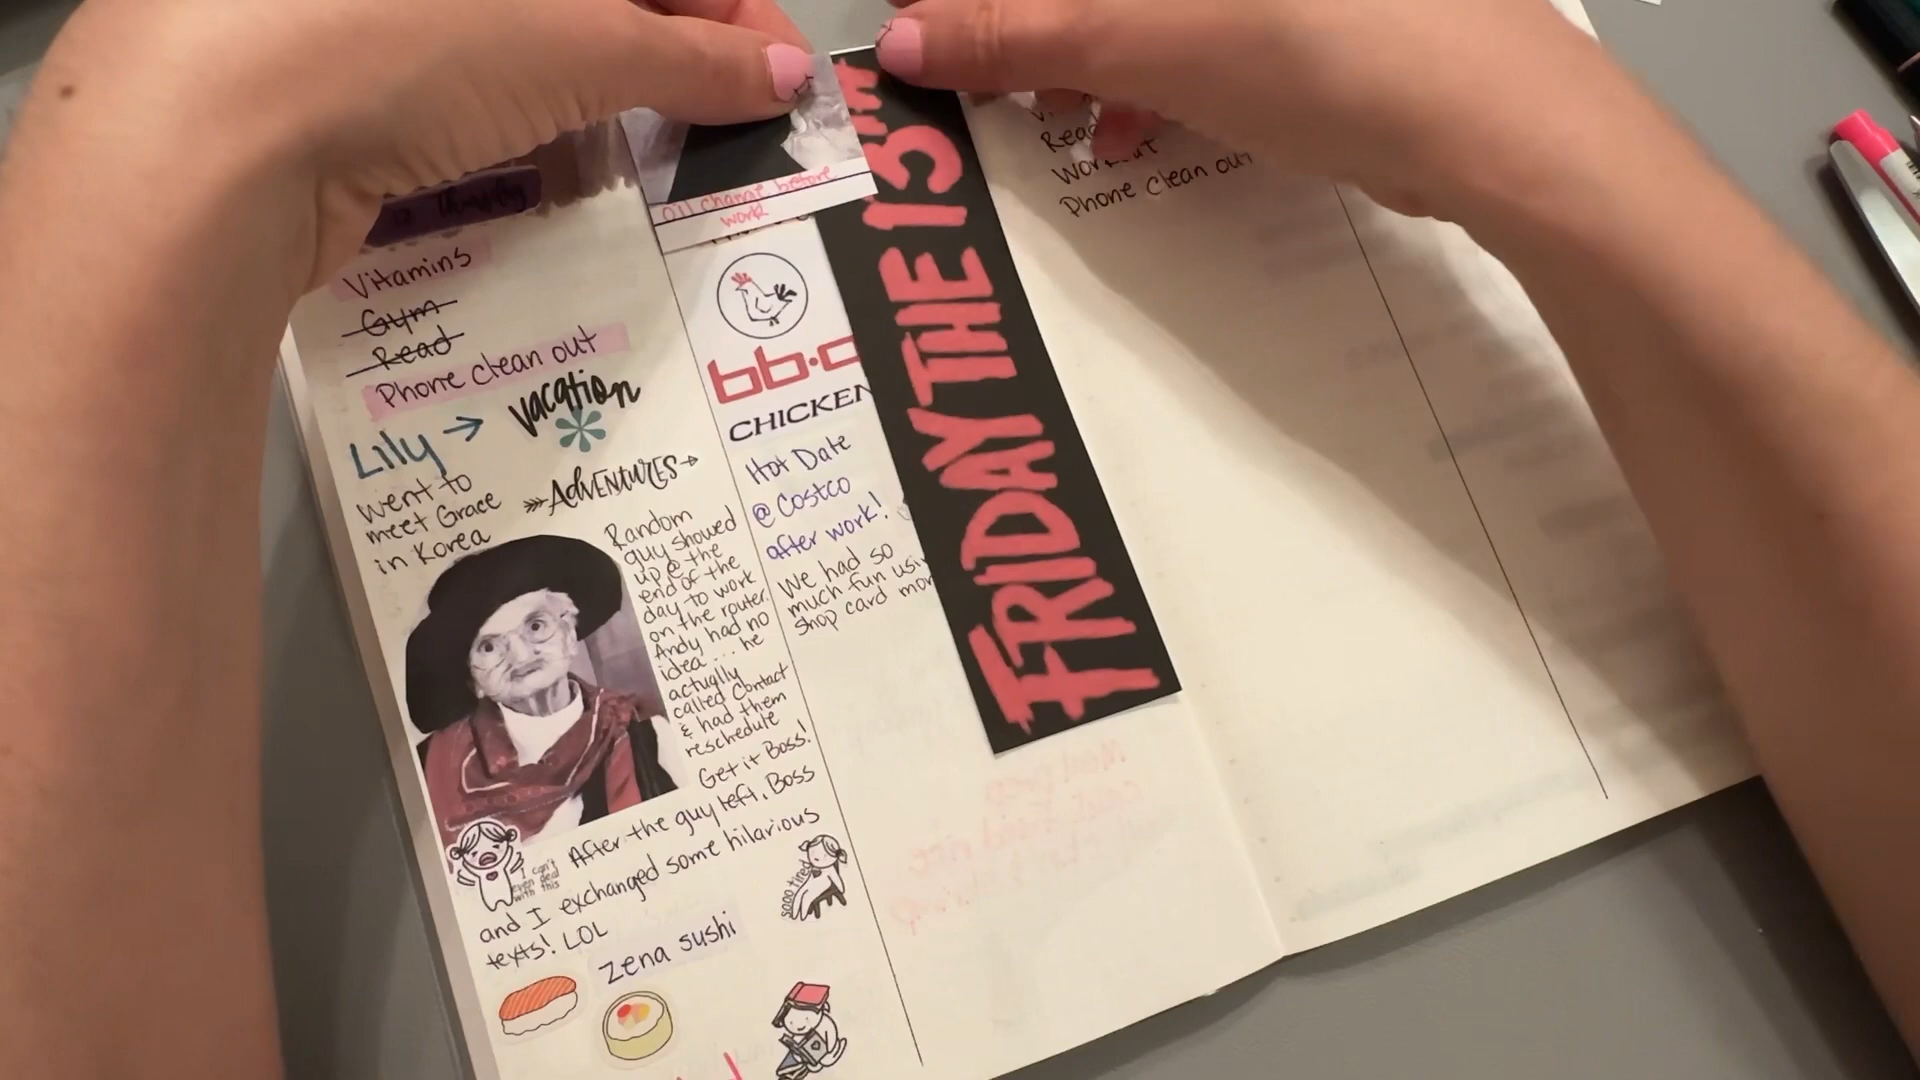 Vitamins
Gym
Read
Phone clean out
Lily → vacation
went to
meet Grace
in Korea
ADVENTURES
Random
guy showed
up @ the
end of the
day to work
on the router.
Andy had no
idea... he
actually
called Contact
& had them
reschedule
Get it Boss!
After the guy left, Boss
and I exchanged some hilarious
texts! LOL
I can't
even deal
with this
sooo tired
zena sushi
oil change before
work
bb.q
CHICKEN
Hot Date
@ Costco
after work!
We had so
much fun
shop card
FRIDAY THE 13TH
Read
Workout
Phone clean out